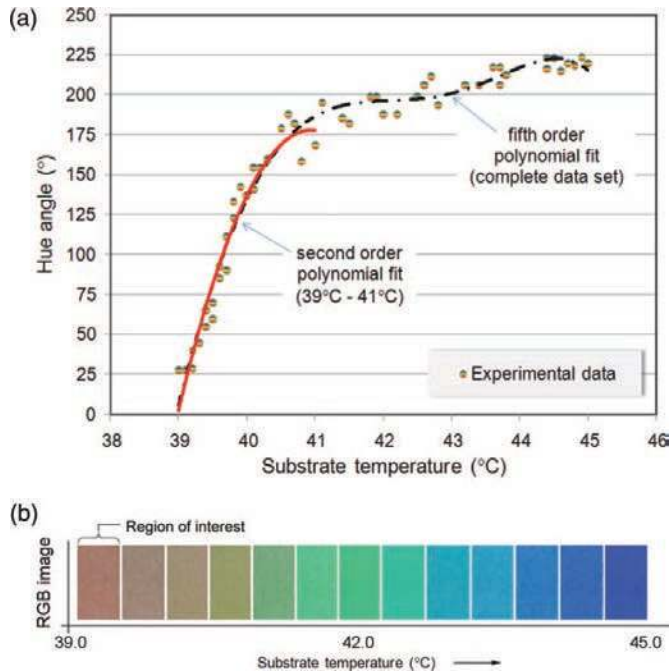 (a)
250
225
200
175
150
125
100
75
50
25
0
Hue angle (°)
fifth order
polynomial fit
(complete data set)
second order
polynomial fit
(39°C - 41°C)
Experimental data
38 39 40 41 42 43 44 45 46
Substrate temperature (°C)
(b)
Region of interest
RGB image
39.0 42.0 45.0
Substrate temperature (°C)